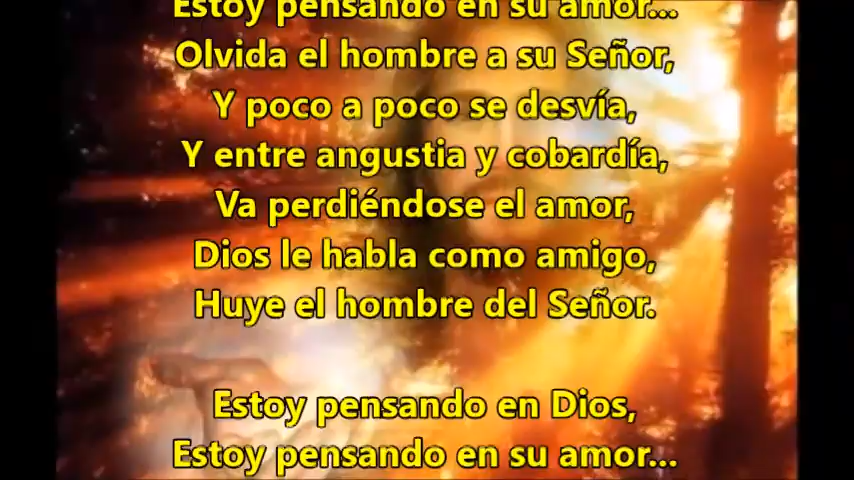 Estoy pensando en su amor...
Olvida el hombre a su Señor,
Y poco a poco se desvía,
Y entre angustia y cobardía,
Va perdiéndose el amor,
Dios le habla como amigo,
Huye el hombre del Señor.
Estoy pensando en Dios,
Estoy pensando en su amor...